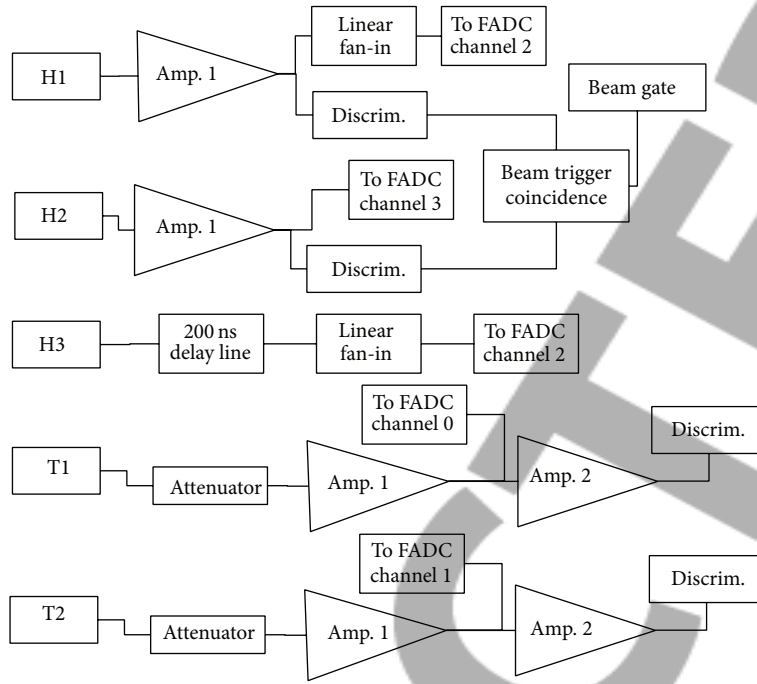 H1
Amp. 1
Linear
fan-in
To FADC
channel 2
Discrim.
Beam gate
Beam trigger
coincidence
H2
Amp. 1
To FADC
channel 3
Discrim.
H3
200 ns
delay line
Linear
fan-in
To FADC
channel 2
T1
Attenuator
Amp. 1
To FADC
channel 0
Amp. 2
Discrim.
T2
Attenuator
Amp. 1
To FADC
channel 1
Amp. 2
Discrim.